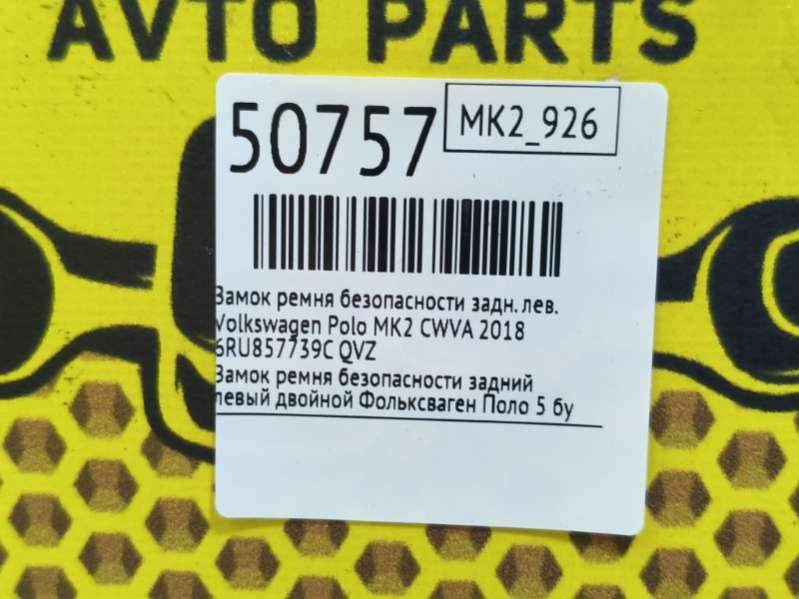 AVTO PARTS
50757
MK2_926
Замок ремня безопасности задн. лев.
Volkswagen Polo MK2 CWVA 2018
6RU857739C QVZ
Замок ремня безопасности задний
левый двойной Фольксваген Поло 5 бу